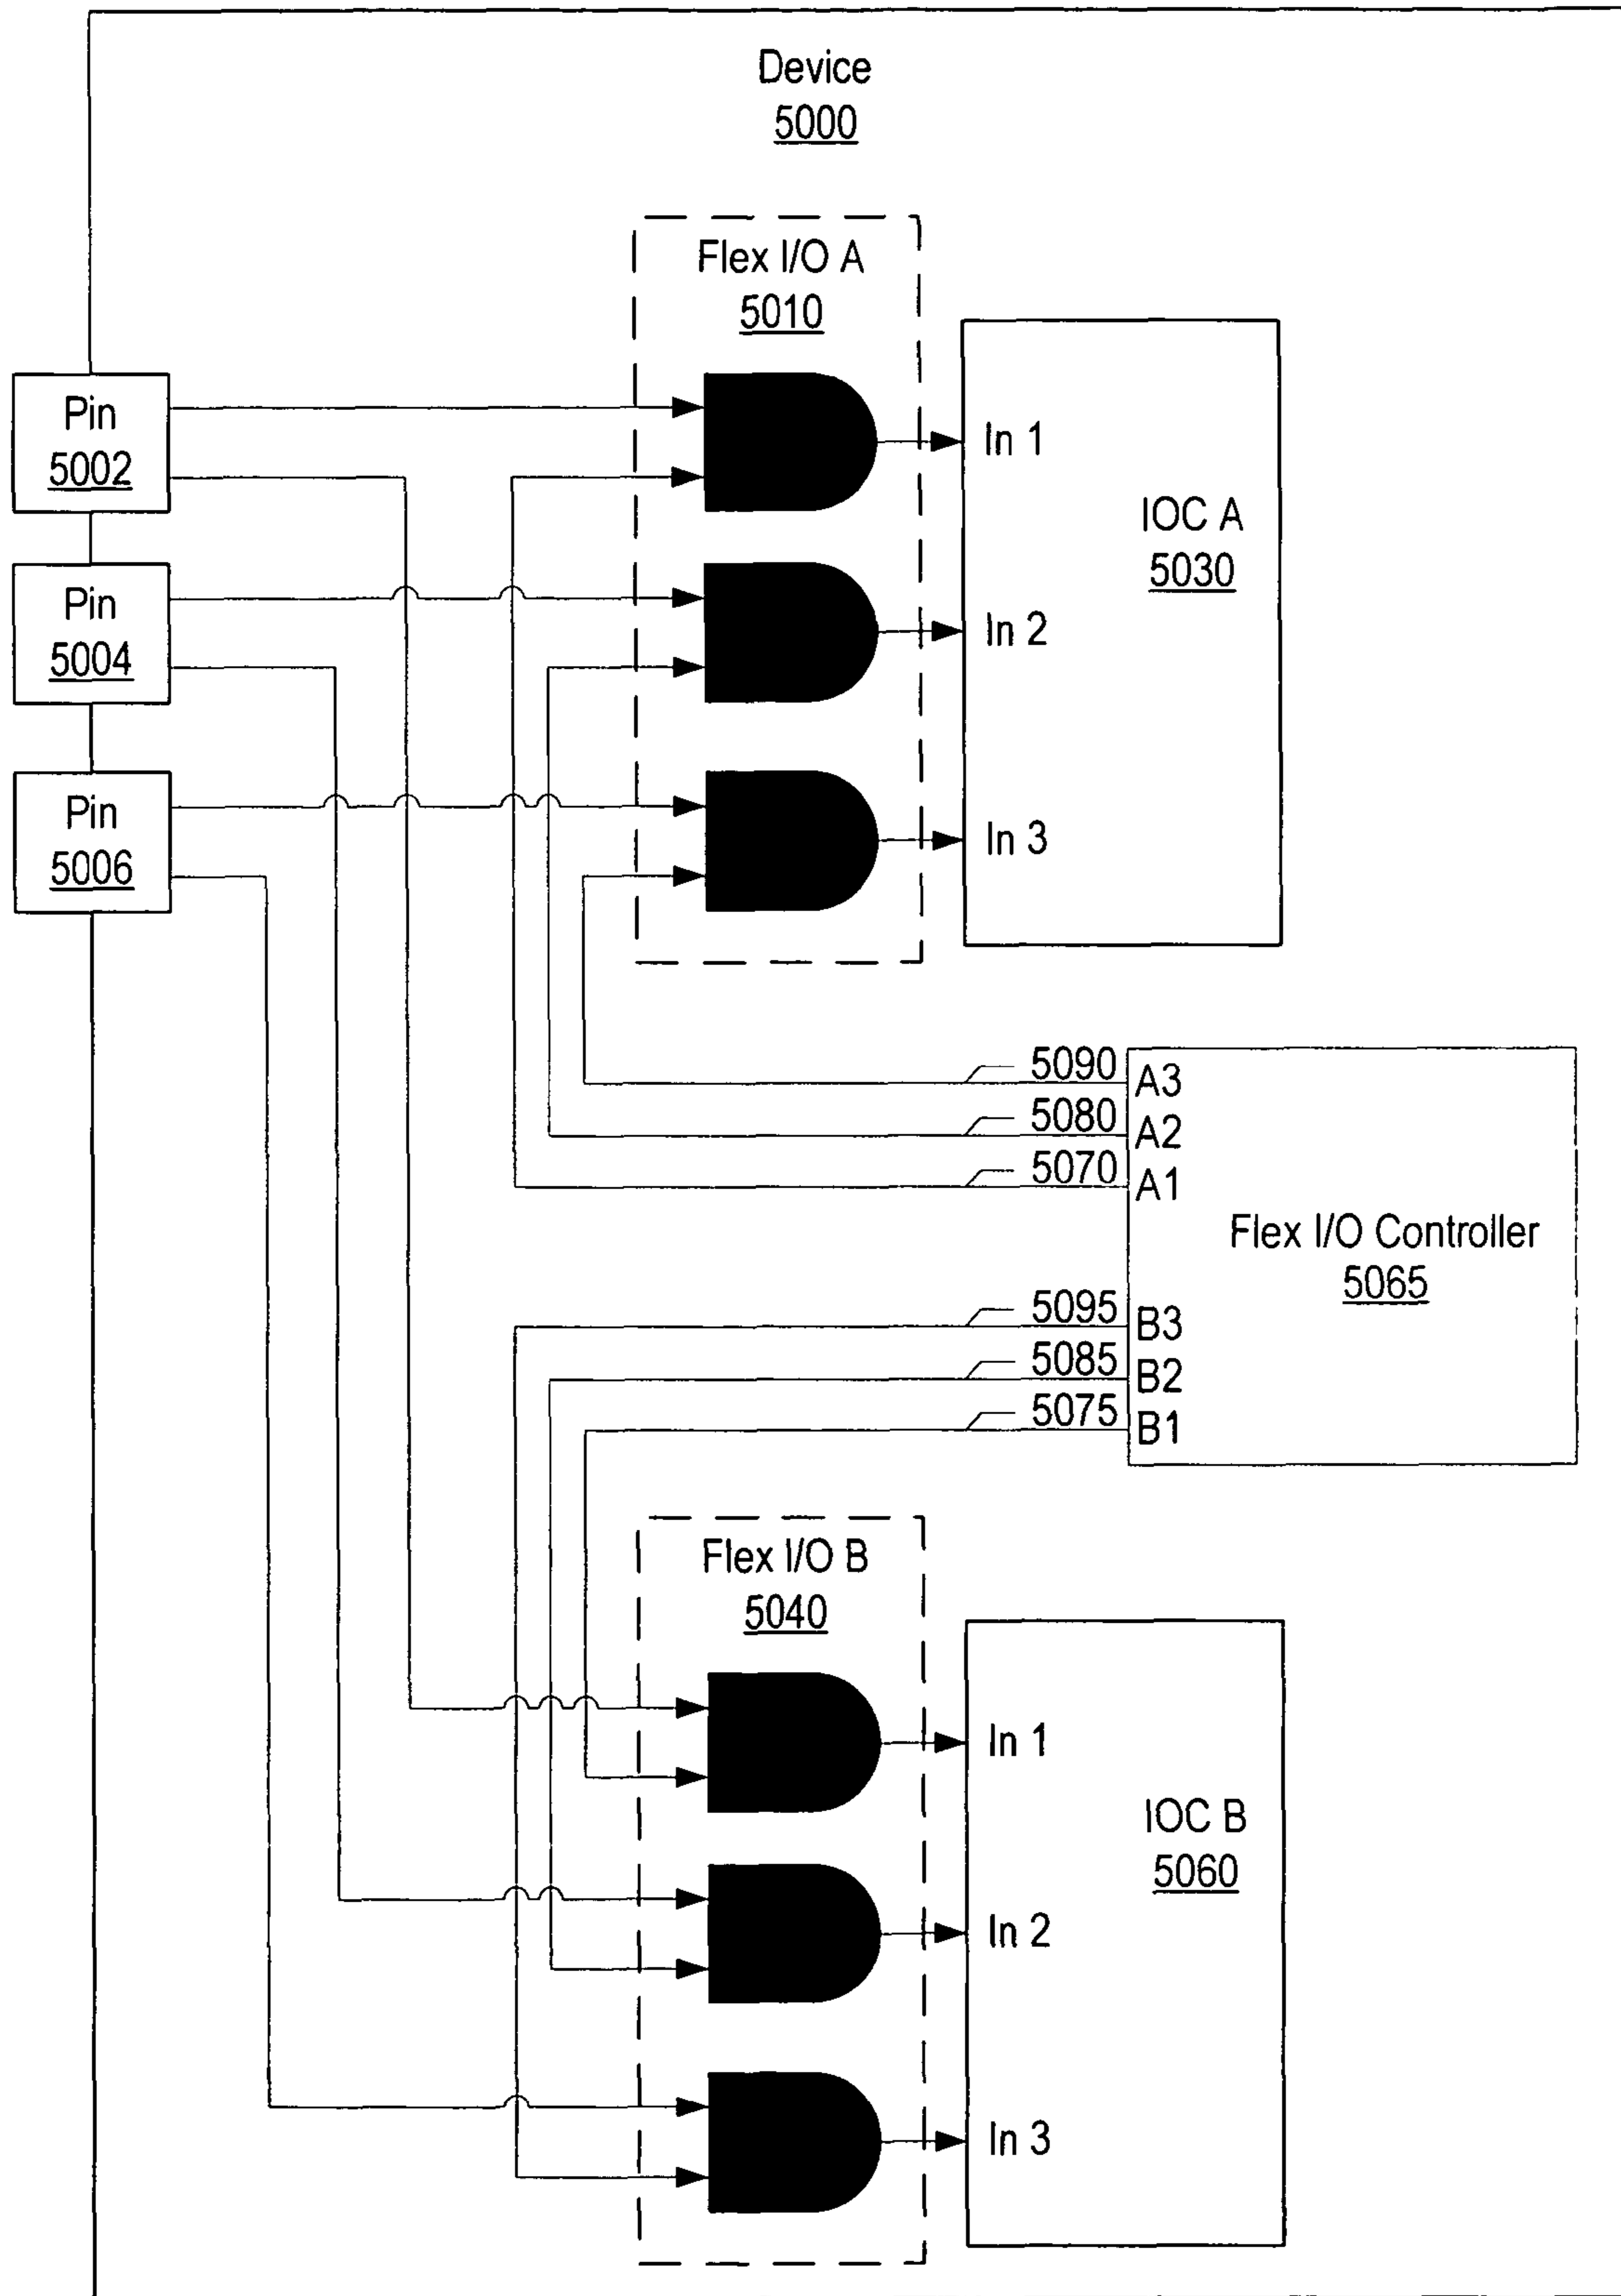 Device
5000
Flex I/O A
5010
Pin
5002
In 1
IOC A
5030
Pin
5004
In 2
Pin
5006
In 3
5090
A3
5080
A2
5070
A1
Flex I/O Controller
5065
5095
B3
5085
B2
5075
B1
Flex I/O B
5040
In 1
IOC B
5060
In 2
In 3